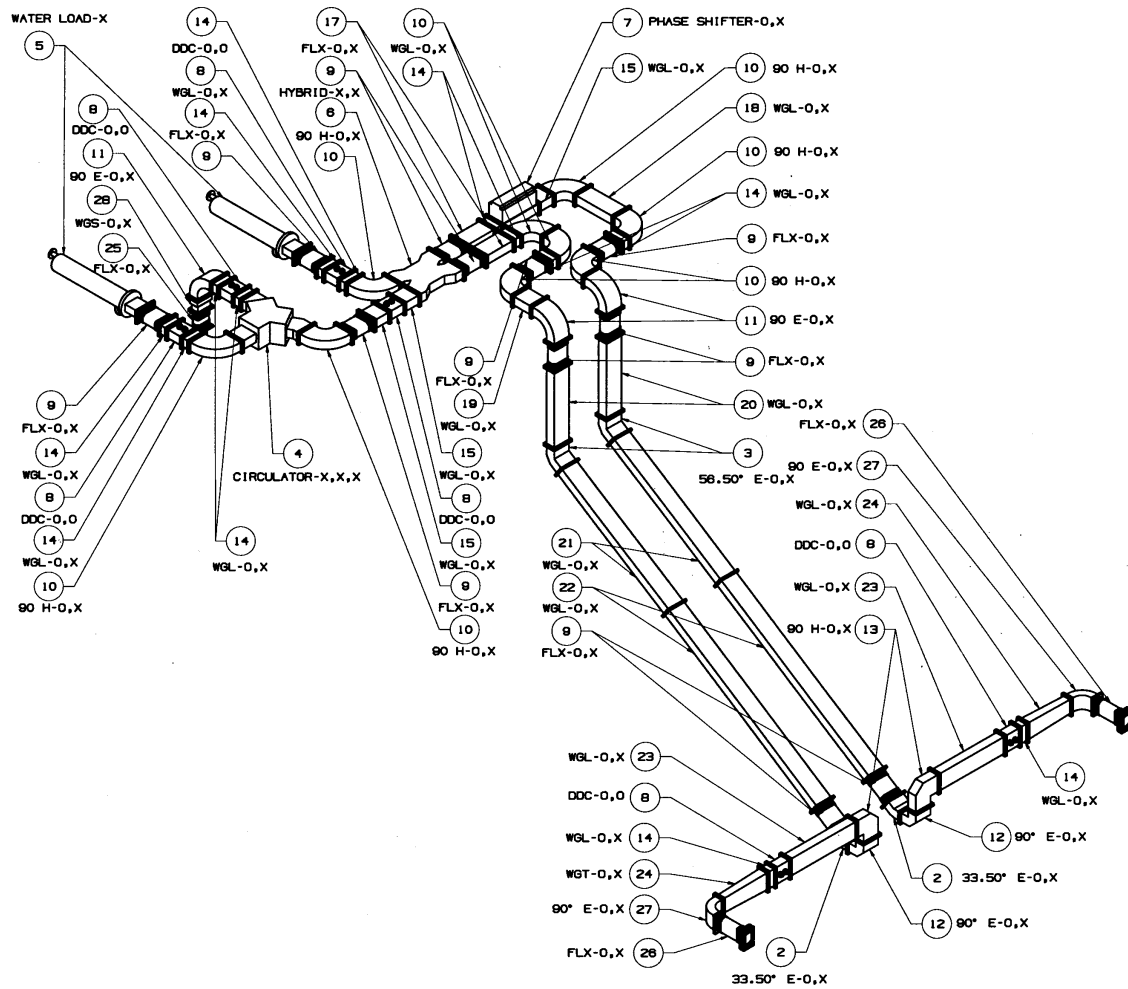 WATER LOAD-X
5
14
DDC-0,0
8
WGL-0,X
14
FLX-0,X
9
17
FLX-0,X
9
HYBRID-X,X
6
90 H-0,X
10
10
WGL-0,X
14
7 PHASE SHIFTER-0,X
15 WGL-0,X
10 90 H-0,X
18 WGL-0,X
10 90 H-0,X
14 WGL-0,X
9 FLX-0,X
10 90 H-0,X
11 90 E-0,X
9 FLX-0,X
20 WGL-0,X
3
56.50° E-0,X
8
DDC-0,0
11
90 E-0,X
28
WGS-0,X
25
FLX-0,X
9
FLX-0,X
14
WGL-0,X
8
DDC-0,0
14
WGL-0,X
10
90 H-0,X
14
WGL-0,X
4
CIRCULATOR-X,X,X
9
FLX-0,X
19
WGL-0,X
15
WGL-0,X
8
DDC-0,0
15
WGL-0,X
9
FLX-0,X
10
90 H-0,X
21
WGL-0,X
22
WGL-0,X
9
FLX-0,X
FLX-0,X 26
90 E-0,X 27
WGL-0,X 24
DDC-0,0 8
WGL-0,X 23
90 H-0,X 13
14
WGL-0,X
12 90° E-0,X
2 33.50° E-0,X
WGL-0,X 23
DDC-0,0 8
WGL-0,X 14
WGT-0,X 24
90° E-0,X 27
FLX-0,X 26
12 90° E-0,X
2
33.50° E-0,X